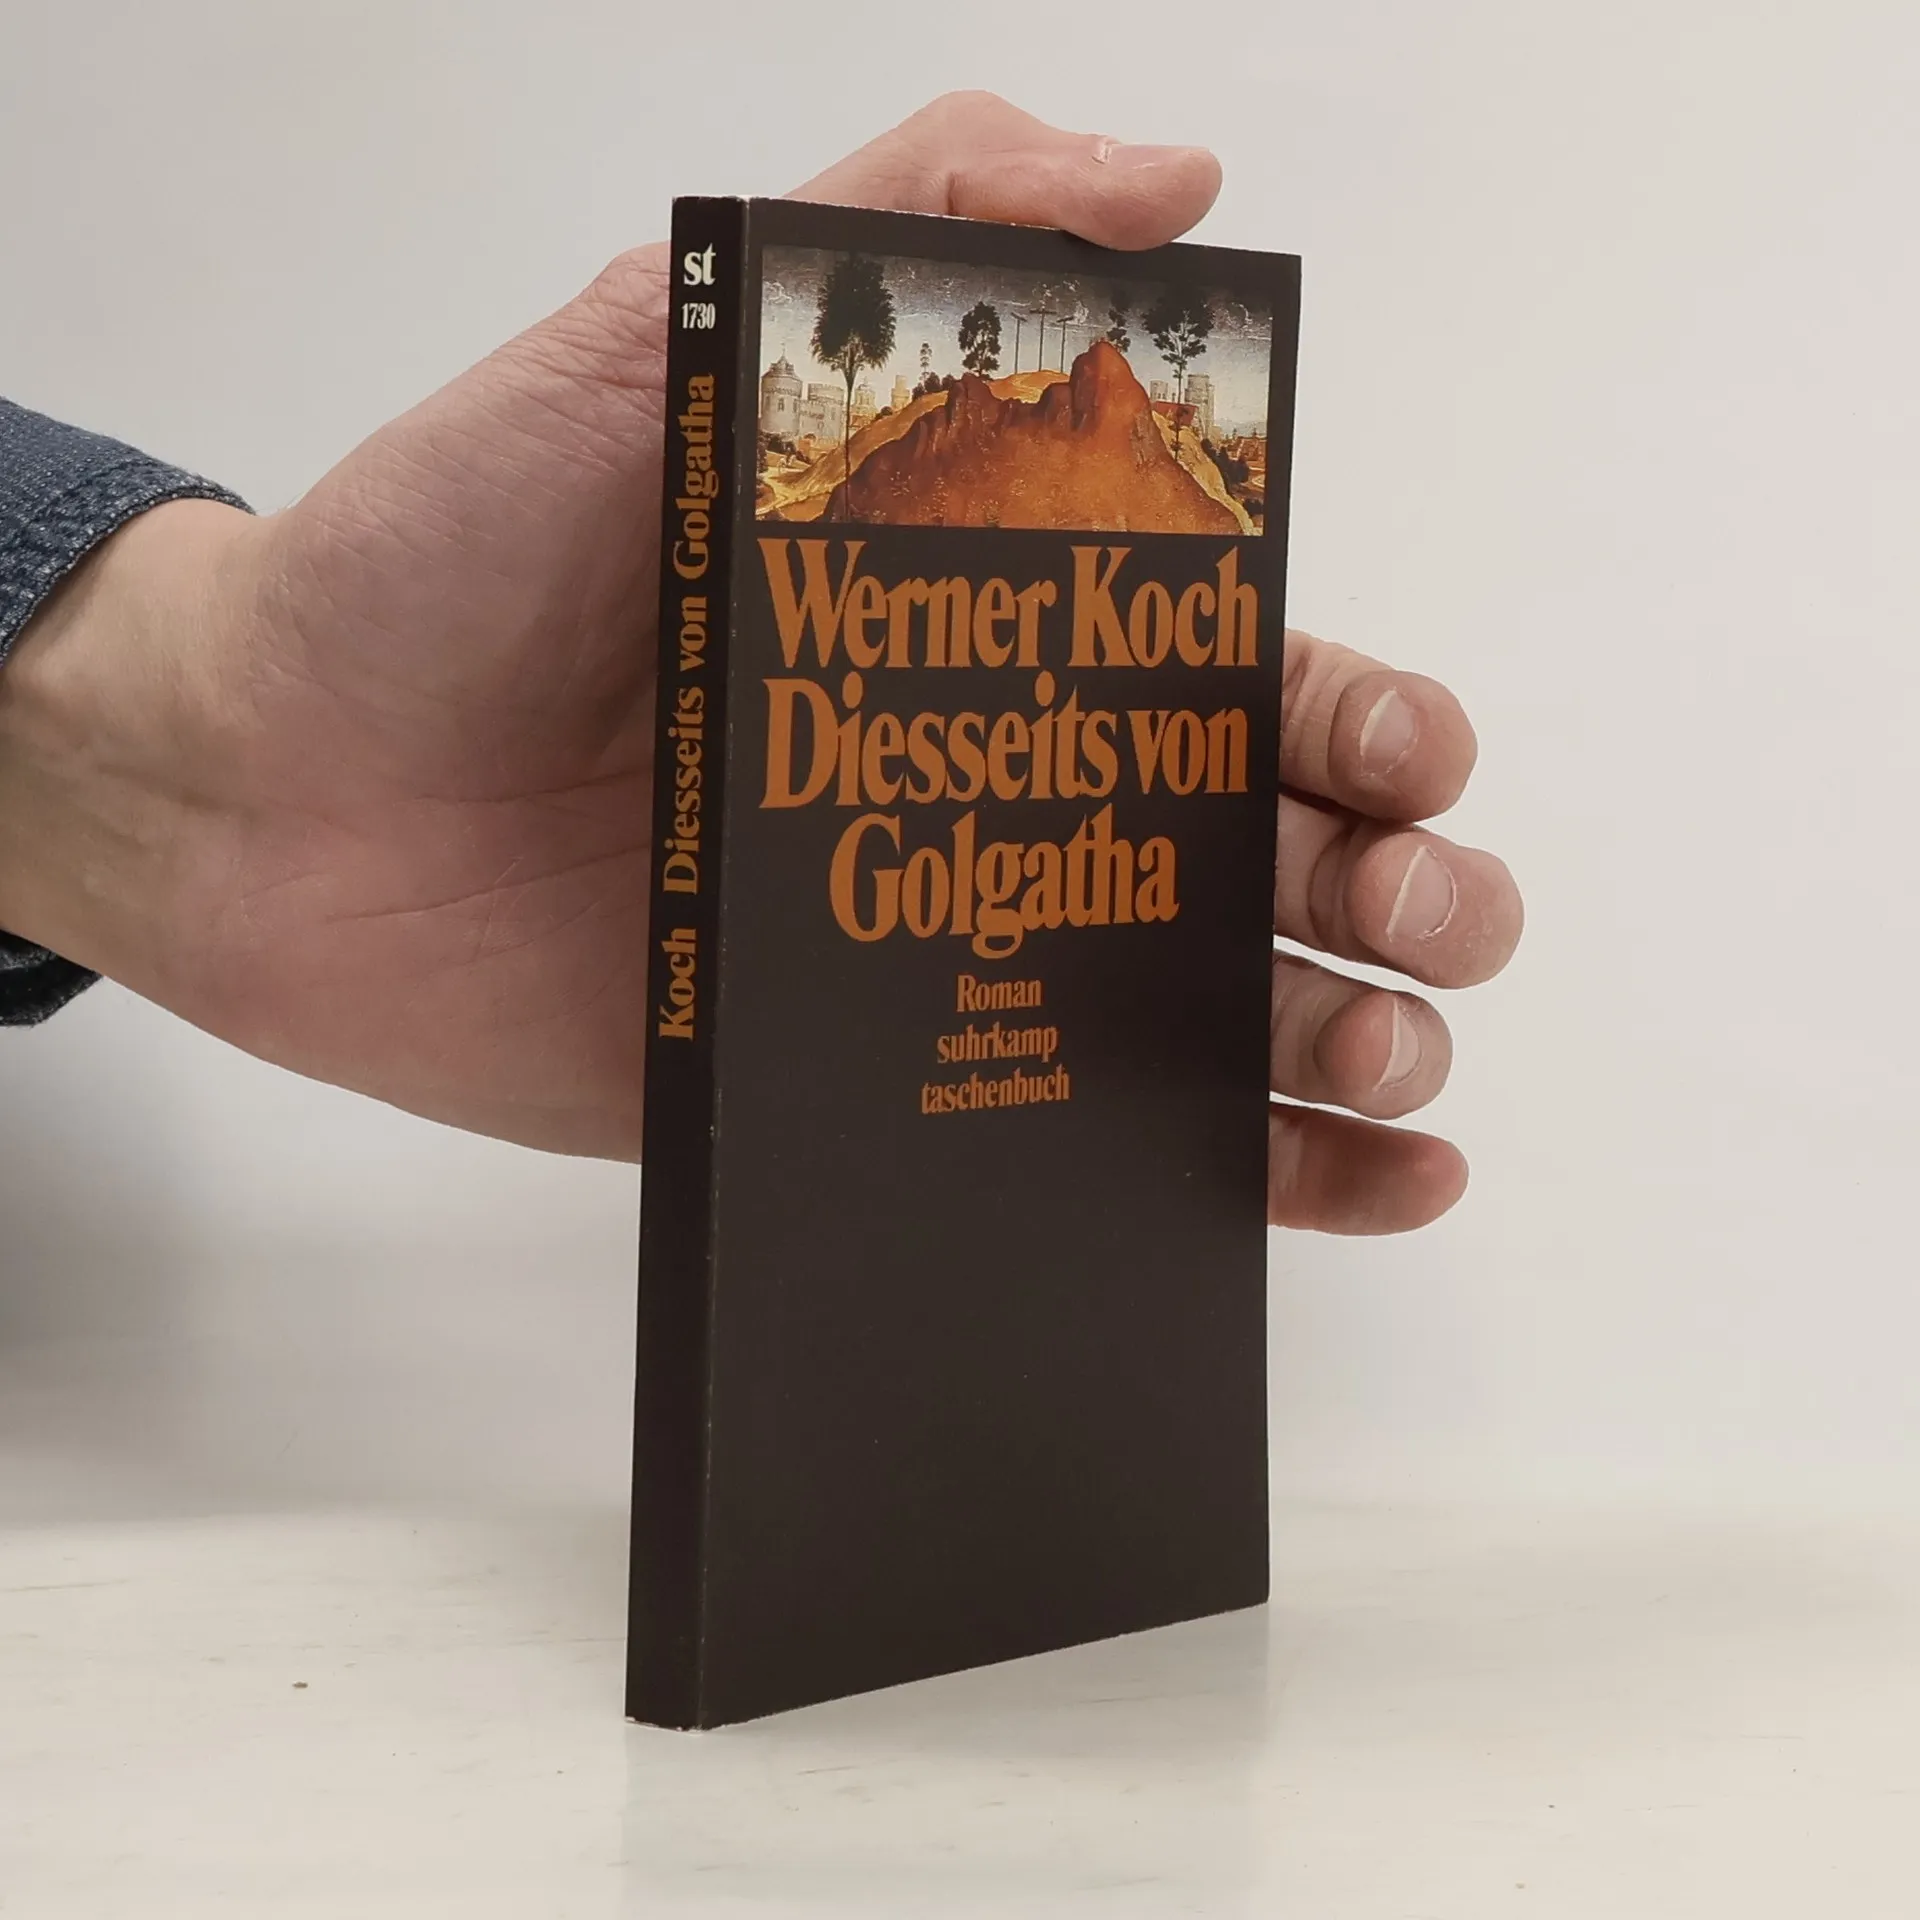 st
1730
Koch Diesseits von Golgatha
Werner Koch
Diesseits von
Golgatha
Roman
suhrkamp
taschenbuch